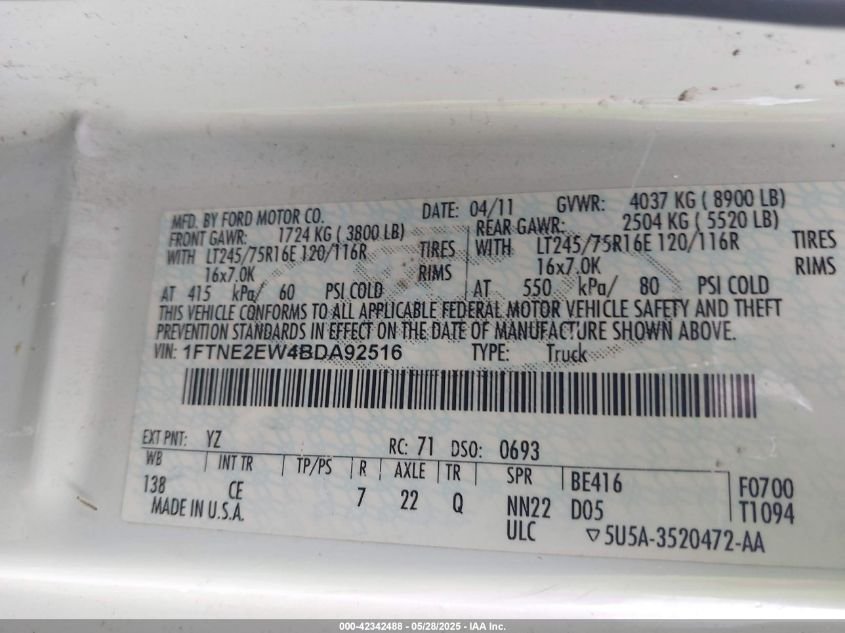 MFD. BY FORD MOTOR CO. DATE: 04/11 GVWR: 4037 KG ( 8900 LB)
FRONT GAWR: 1724 KG ( 3800 LB) REAR GAWR: 2504 KG ( 5520 LB)
WITH LT245/75R16E 120/116R TIRES WITH LT245/75R16E 120/116R TIRES
16x7.0K RIMS 16x7.0K RIMS
AT 415 kPa/ 60 PSI COLD AT 550 kPa/ 80 PSI COLD
THIS VEHICLE CONFORMS TO ALL APPLICABLE FEDERAL MOTOR VEHICLE SAFETY AND THEFT
PREVENTION STANDARDS IN EFFECT ON THE DATE OF MANUFACTURE SHOWN ABOVE.
VIN: 1FTNE2EW4BDA92516 TYPE: Truck
EXT PNT: YZ RC: 71 DSO: 0693
WB INT TR TP/PS R AXLE TR SPR BE416 F0700
138 CE 7 22 Q NN22 D05 T1094
MADE IN U.S.A. ULC ▽5U5A-3520472-AA
000-42342488 - 05/28/2025 - IAA Inc.